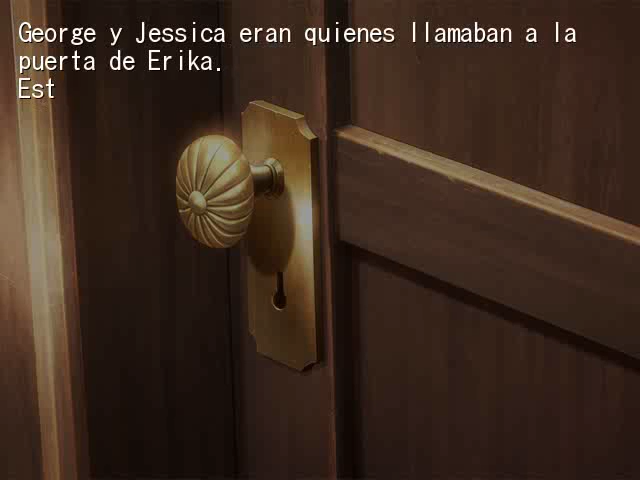 George y Jessica eran quienes llamaban a la
puerta de Erika.
Est